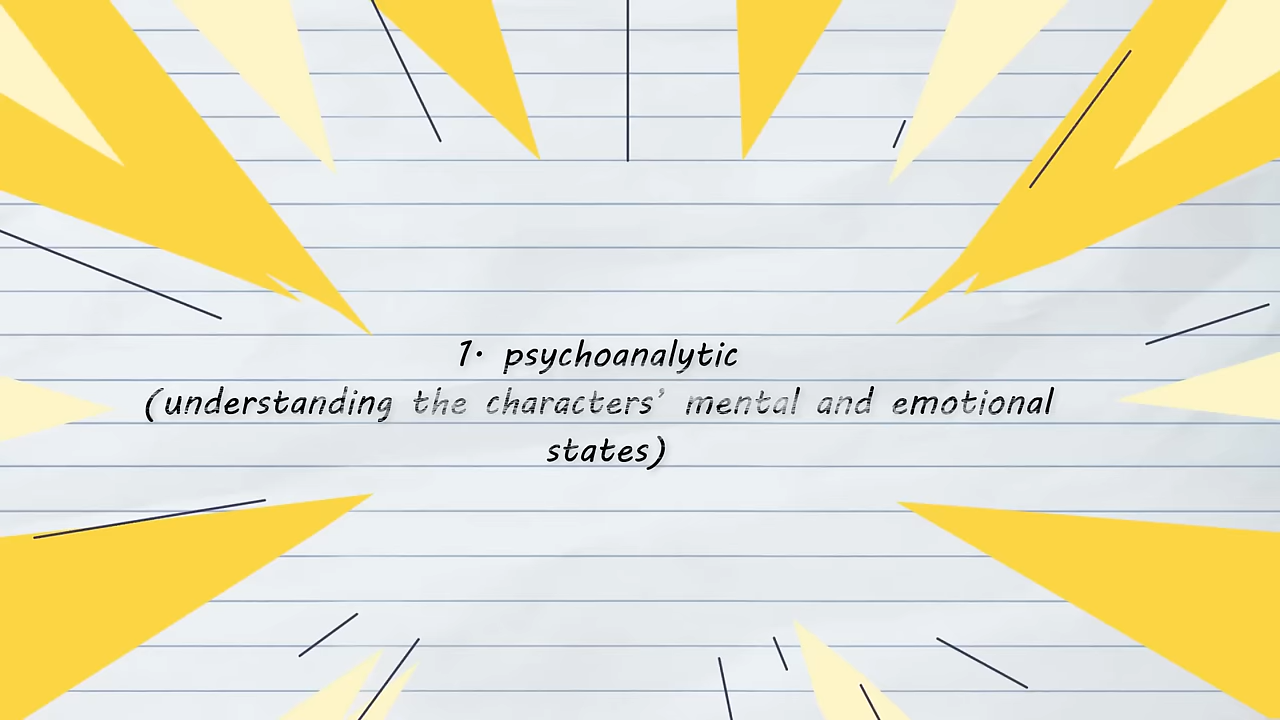 1. psychoanalytic
(understanding the characters' mental and emotional
states)